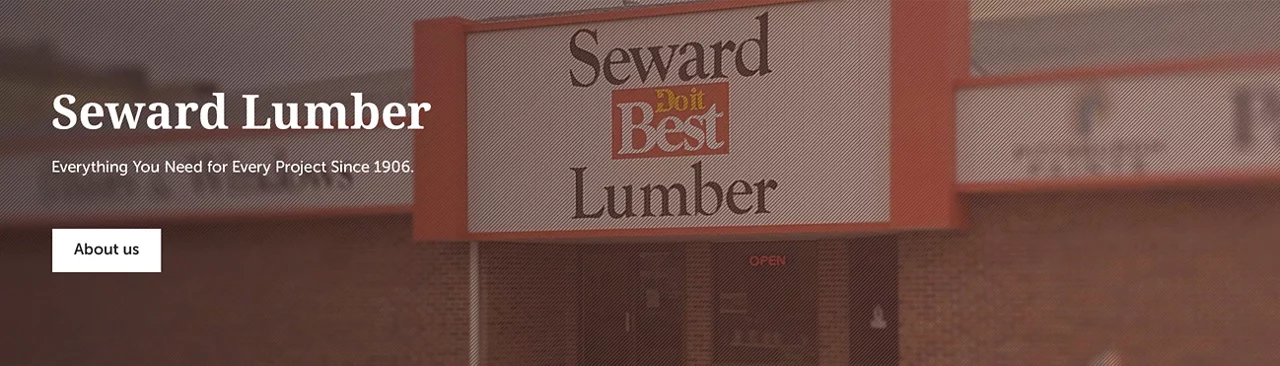 Seward Lumber
Everything You Need for Every Project Since 1906.
About us
Seward
Do it
Best
Lumber
OPEN